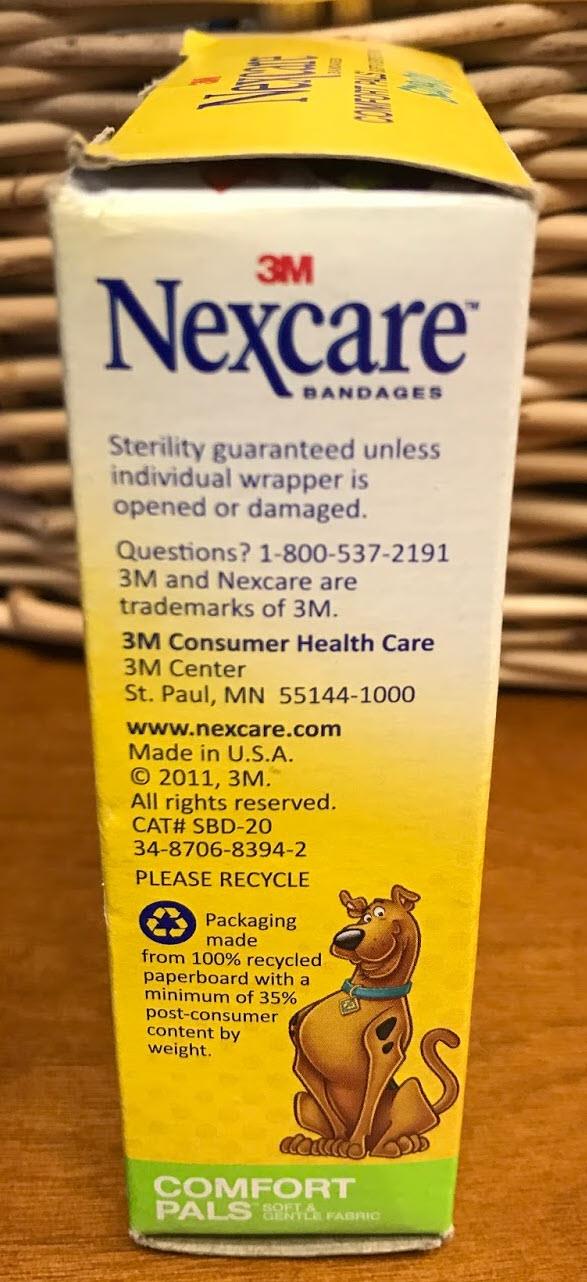 Nexcare
COMFORT PALS
3M
Nexcare™
BANDAGES
Sterility guaranteed unless
individual wrapper is
opened or damaged.
Questions? 1-800-537-2191
3M and Nexcare are
trademarks of 3M.
3M Consumer Health Care
3M Center
St. Paul, MN 55144-1000
www.nexcare.com
Made in U.S.A.
© 2011, 3M.
All rights reserved.
CAT# SBD-20
34-8706-8394-2
PLEASE RECYCLE
Packaging
made
from 100% recycled
paperboard with a
minimum of 35%
post-consumer
content by
weight.
COMFORT
PALS™ SOFT &
GENTLE FABRIC